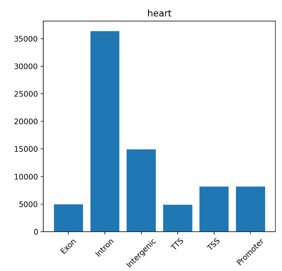 heart
35000
30000
25000
20000
15000
10000
5000
0
Exon
Intron
Intergenic
TTS
TSS
Promoter